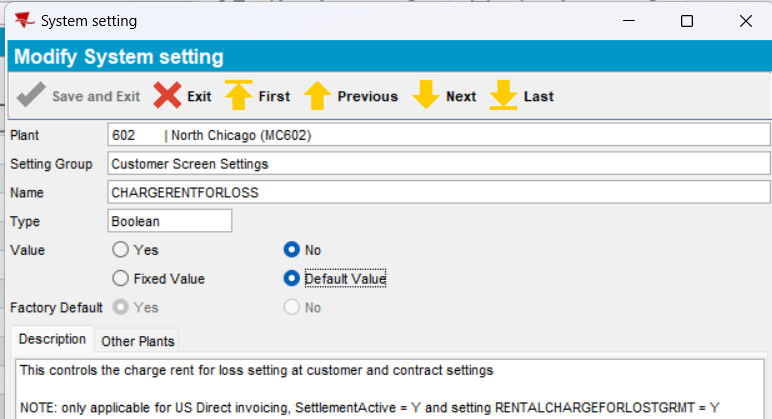 System setting
Modify System setting
Save and Exit Exit First Previous Next Last
Plant 602 | North Chicago (MC602)
Setting Group Customer Screen Settings
Name CHARGERENTFORLOSS
Type Boolean
Value Yes No
Fixed Value Default Value
Factory Default Yes No
Description Other Plants
This controls the charge rent for loss setting at customer and contract settings
NOTE: only applicable for US Direct invoicing, SettlementActive = Y and setting RENTALCHARGEFORLOSTGRMT = Y